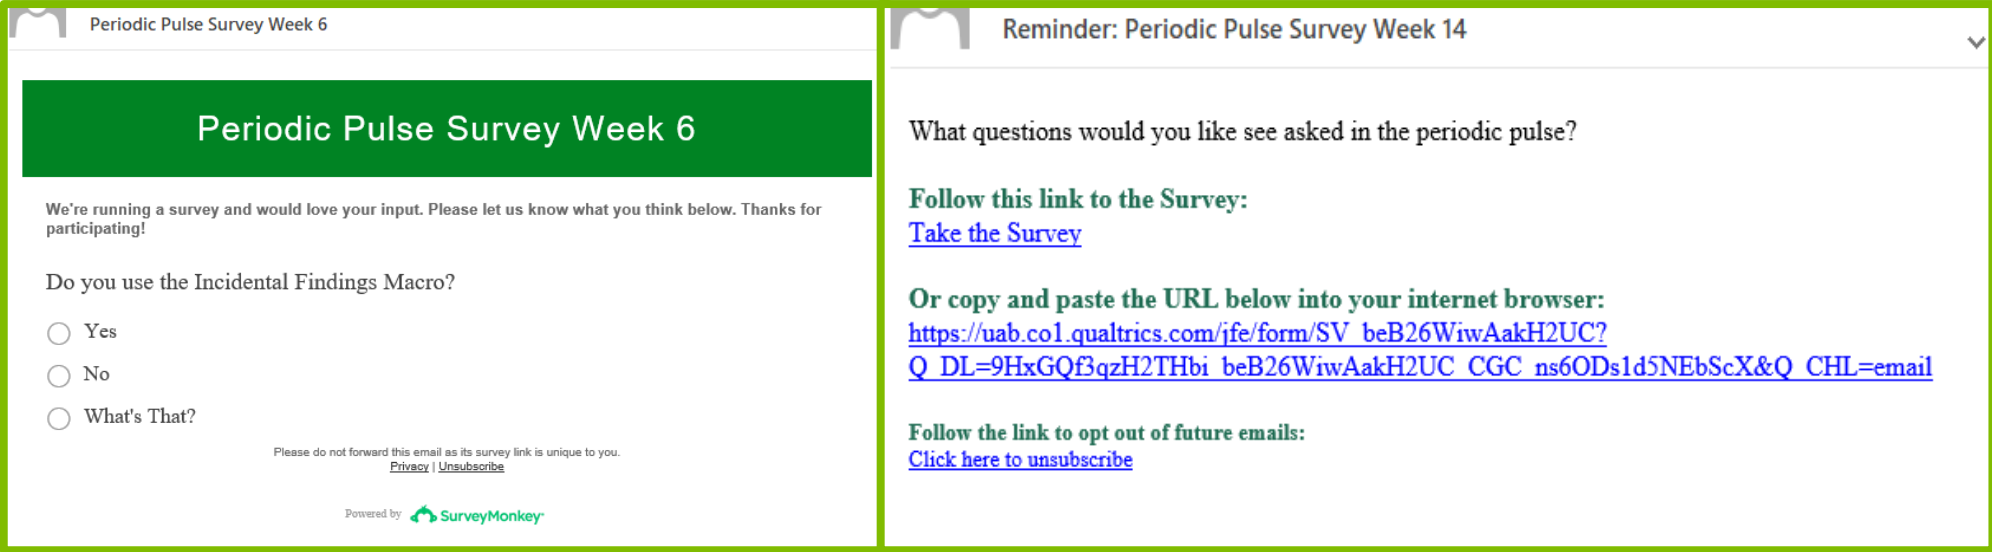 Periodic Pulse Survey Week 6
Periodic Pulse Survey Week 6
We're running a survey and would love your input. Please let us know what you think below. Thanks for
participating!
Do you use the Incidental Findings Macro?
Yes
No
What's That?
Please do not forward this email as its survey link is unique to you.
Privacy | Unsubscribe
Powered by SurveyMonkey
Reminder: Periodic Pulse Survey Week 14
What questions would you like see asked in the periodic pulse?
Follow this link to the Survey:
Take the Survey
Or copy and paste the URL below into your internet browser:
https://uab.co1.qualtrics.com/jfe/form/SV_beB26WiwAakH2UC?
Q_DL=9HxGQf3qzH2THbi_beB26WiwAakH2UC_CGC_ns6ODs1d5NEbScX&Q_CHL=email
Follow the link to opt out of future emails:
Click here to unsubscribe